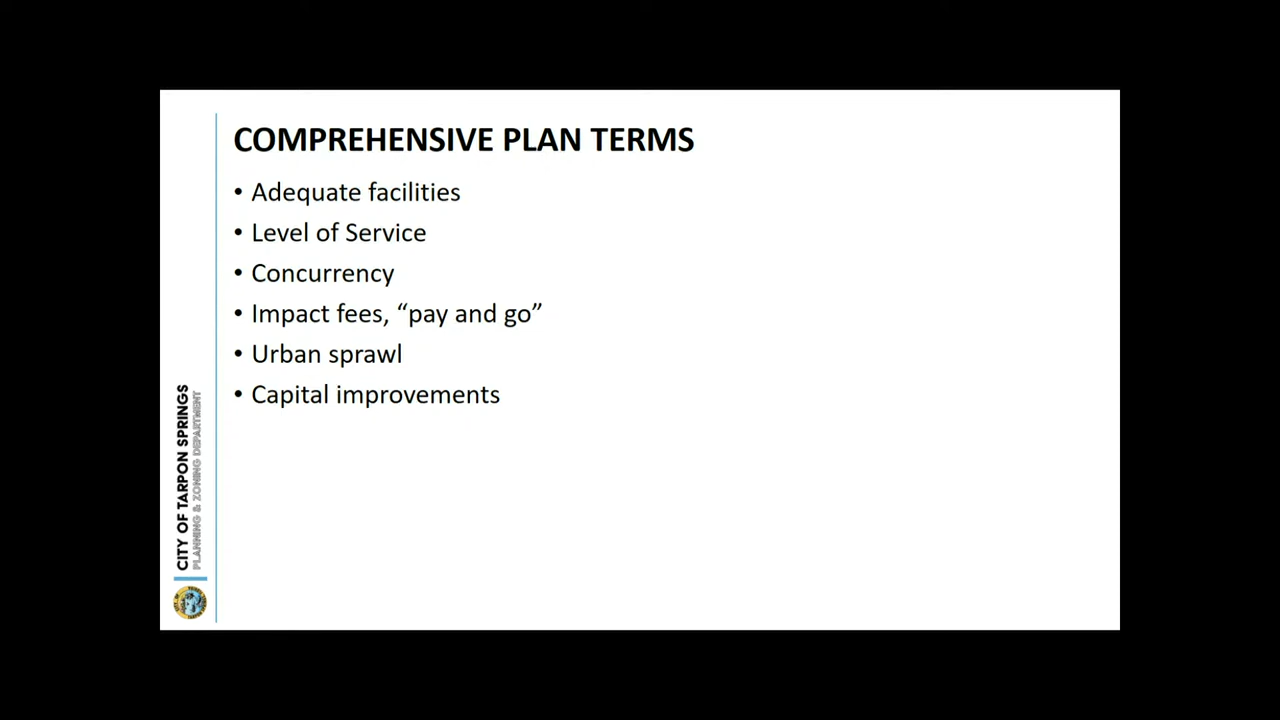 COMPREHENSIVE PLAN TERMS
• Adequate facilities
• Level of Service
• Concurrency
• Impact fees, “pay and go”
• Urban sprawl
• Capital improvements
CITY OF TARPON SPRINGS
PLANNING & ZONING DEPARTMENT